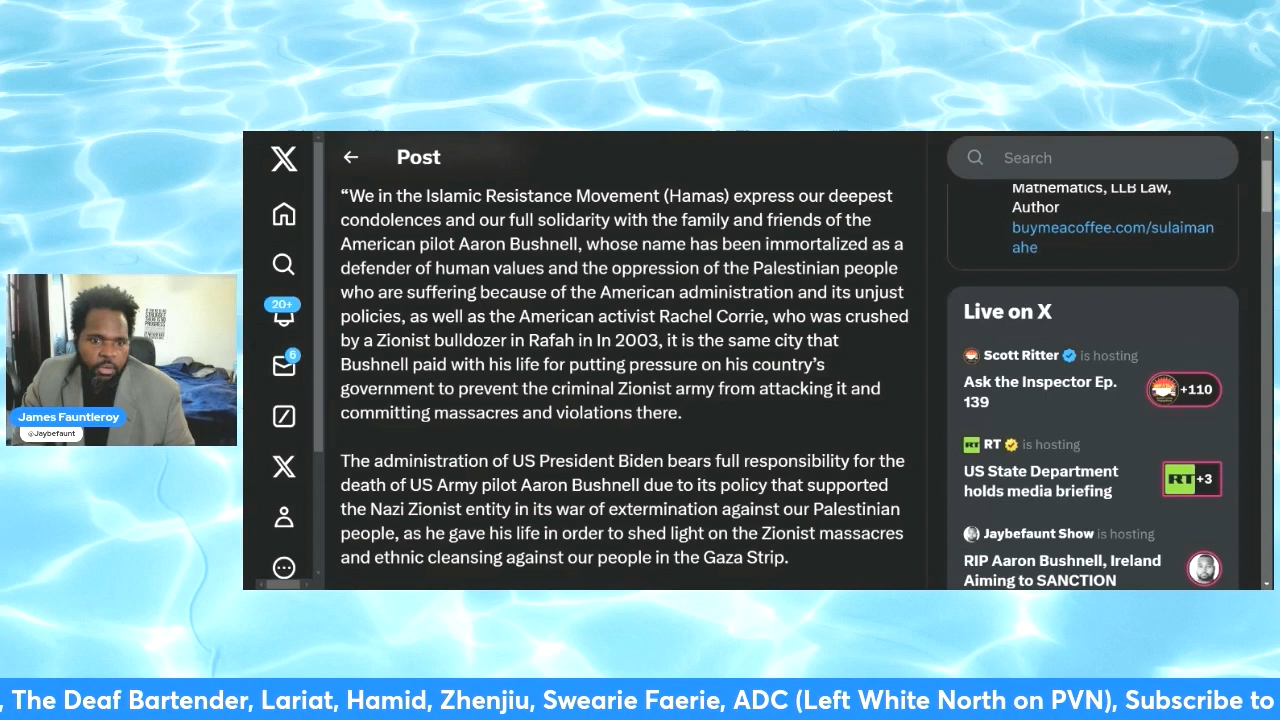 Post
“We in the Islamic Resistance Movement (Hamas) express our deepest
condolences and our full solidarity with the family and friends of the
American pilot Aaron Bushnell, whose name has been immortalized as a
defender of human values and the oppression of the Palestinian people
who are suffering because of the American administration and its unjust
policies, as well as the American activist Rachel Corrie, who was crushed
by a Zionist bulldozer in Rafah in In 2003, it is the same city that
Bushnell paid with his life for putting pressure on his country’s
government to prevent the criminal Zionist army from attacking it and
committing massacres and violations there.
The administration of US President Biden bears full responsibility for the
death of US Army pilot Aaron Bushnell due to its policy that supported
the Nazi Zionist entity in its war of extermination against our Palestinian
people, as he gave his life in order to shed light on the Zionist massacres
and ethnic cleansing against our people in the Gaza Strip.
20+
6
Search
Mathematics, LLB Law,
Author
buymeacoffee.com/sulaiman
ahe
Live on X
Scott Ritter is hosting
Ask the Inspector Ep.
139
+110
RT RT is hosting
US State Department
holds media briefing
RT +3
Jaybefaunt Show is hosting
RIP Aaron Bushnell, Ireland
Aiming to SANCTION
James Fauntleroy
@Jaybefaunt
, The Deaf Bartender, Lariat, Hamid, Zhenjiu, Swearie Faerie, ADC (Left White North on PVN), Subscribe to